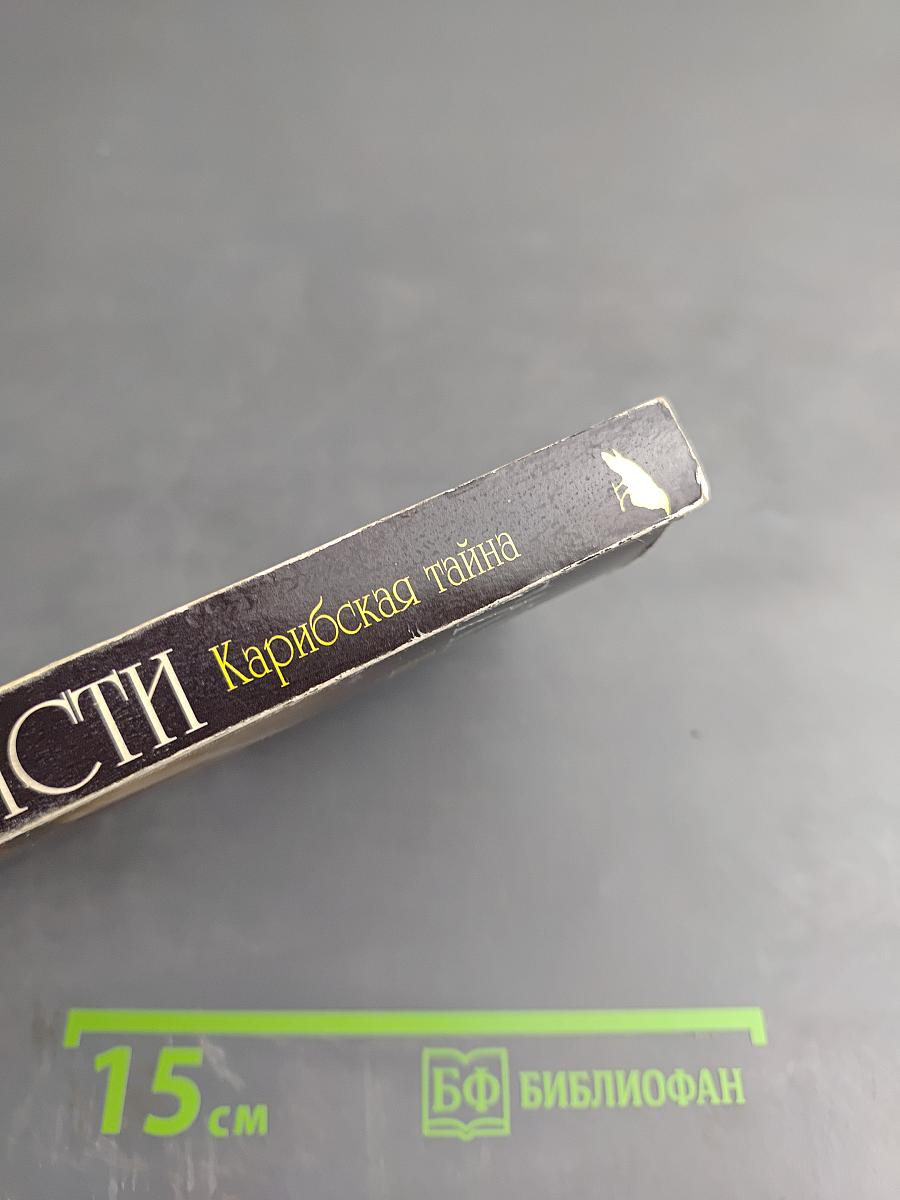 ИСТИ Карибская тайна
15 см
БФ БИБЛИОФАН